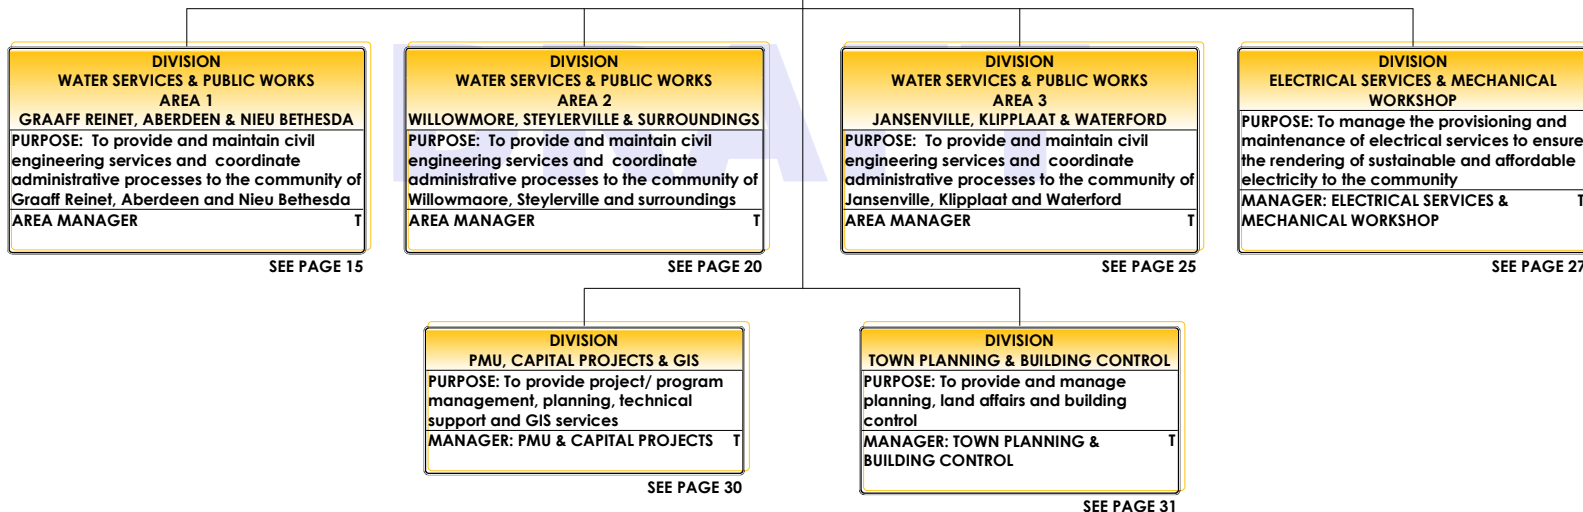 DIVISION
WATER SERVICES & PUBLIC WORKS
AREA 1
GRAAFF REINET, ABERDEEN & NIEU BETHESDA
PURPOSE: To provide and maintain civil
engineering services and coordinate
administrative processes to the community of
Graaff Reinet, Aberdeen and Nieu Bethesda
AREA MANAGER T
SEE PAGE 15
DIVISION
WATER SERVICES & PUBLIC WORKS
AREA 2
WILLOWMORE, STEYLERVILLE & SURROUNDINGS
PURPOSE: To provide and maintain civil
engineering services and coordinate
administrative processes to the community of
Willowmaore, Steylerville and surroundings
AREA MANAGER T
SEE PAGE 20
DIVISION
WATER SERVICES & PUBLIC WORKS
AREA 3
JANSENVILLE, KLIPPLAAT & WATERFORD
PURPOSE: To provide and maintain civil
engineering services and coordinate
administrative processes to the community of
Jansenville, Klipplaat and Waterford
AREA MANAGER T
SEE PAGE 25
DIVISION
ELECTRICAL SERVICES & MECHANICAL
WORKSHOP
PURPOSE: To manage the provisioning and
maintenance of electrical services to ensure
the rendering of sustainable and affordable
electricity to the community
MANAGER: ELECTRICAL SERVICES & T
MECHANICAL WORKSHOP
SEE PAGE 27
DIVISION
PMU, CAPITAL PROJECTS & GIS
PURPOSE: To provide project/ program
management, planning, technical
support and GIS services
MANAGER: PMU & CAPITAL PROJECTS T
SEE PAGE 30
DIVISION
TOWN PLANNING & BUILDING CONTROL
PURPOSE: To provide and manage
planning, land affairs and building
control
MANAGER: TOWN PLANNING & T
BUILDING CONTROL
SEE PAGE 31